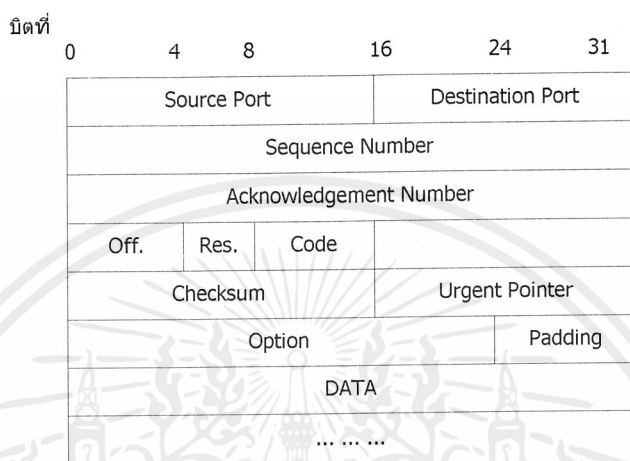 บิตที่
0 4 8 16 24 31
Source Port Destination Port
Sequence Number
Acknowledgement Number
Off. Res. Code
Checksum Urgent Pointer
Option Padding
DATA
... ... ...